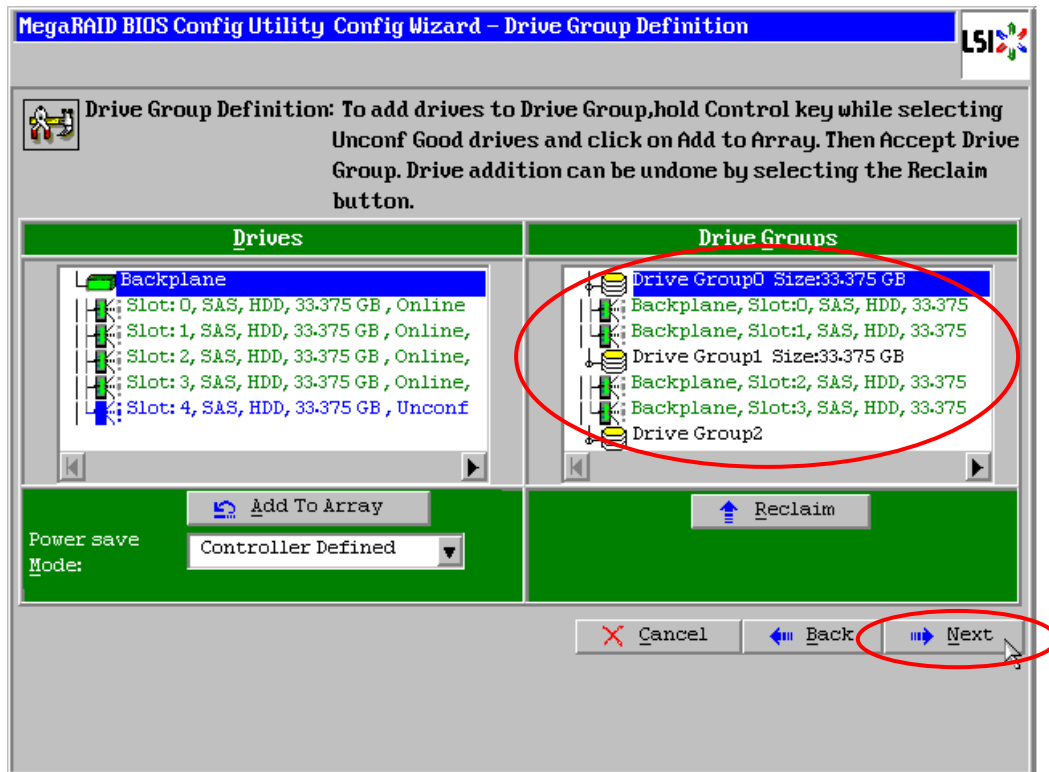 MegaRAID BIOS Config Utility Config Wizard – Drive Group Definition
LSI
Drive Group Definition: To add drives to Drive Group,hold Control key while selecting
Unconf Good drives and click on Add to Array. Then Accept Drive
Group. Drive addition can be undone by selecting the Reclaim
button.
Drives
Backplane
Slot: 0, SAS, HDD, 33.375 GB , Online
Slot: 1, SAS, HDD, 33.375 GB , Online,
Slot: 2, SAS, HDD, 33.375 GB , Online,
Slot: 3, SAS, HDD, 33.375 GB , Online,
Slot: 4, SAS, HDD, 33.375 GB , Unconf
Add To Array
Power save
Mode:
Controller Defined
Drive Groups
Drive Group0 Size:33.375 GB
Backplane, Slot:0, SAS, HDD, 33.375
Backplane, Slot:1, SAS, HDD, 33.375
Drive Group1 Size:33.375 GB
Backplane, Slot:2, SAS, HDD, 33.375
Backplane, Slot:3, SAS, HDD, 33.375
Drive Group2
Reclaim
Cancel
Back
Next